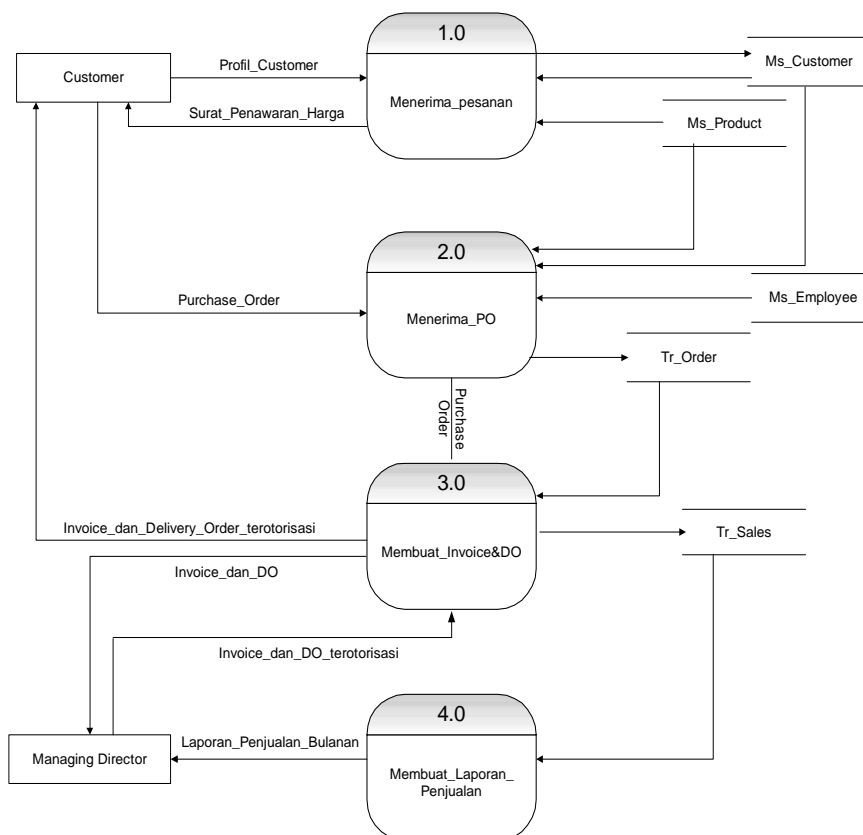 1.0
Customer
Profil_Customer
Ms_Customer
Menerima_pesanan
Surat_Penawaran_Harga
Ms_Product
2.0
Purchase_Order
Ms_Employee
Menerima_PO
Tr_Order
Purchase
Order
3.0
Invoice_dan_Delivery_Order_terotorisasi
Tr_Sales
Membuat_Invoice&DO
Invoice_dan_DO
Invoice_dan_DO_terotorisasi
4.0
Laporan_Penjualan_Bulanan
Managing Director
Membuat_Laporan_
Penjualan